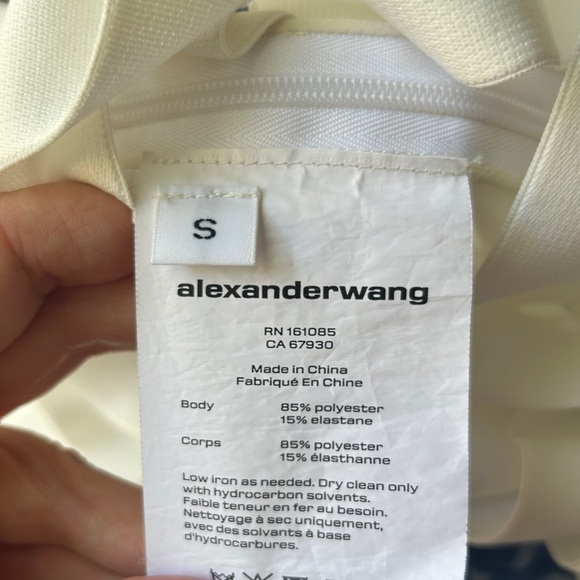 S
alexanderwang
RN 161085
CA 67930
Made in China
Fabriqué En Chine
Body 85% polyester
15% elastane
Corps 85% polyester
15% élasthanne
Low iron as needed. Dry clean only
with hydrocarbon solvents.
Faible teneur en fer au besoin.
Nettoyage à sec uniquement,
avec des solvants à base
d'hydrocarbures.